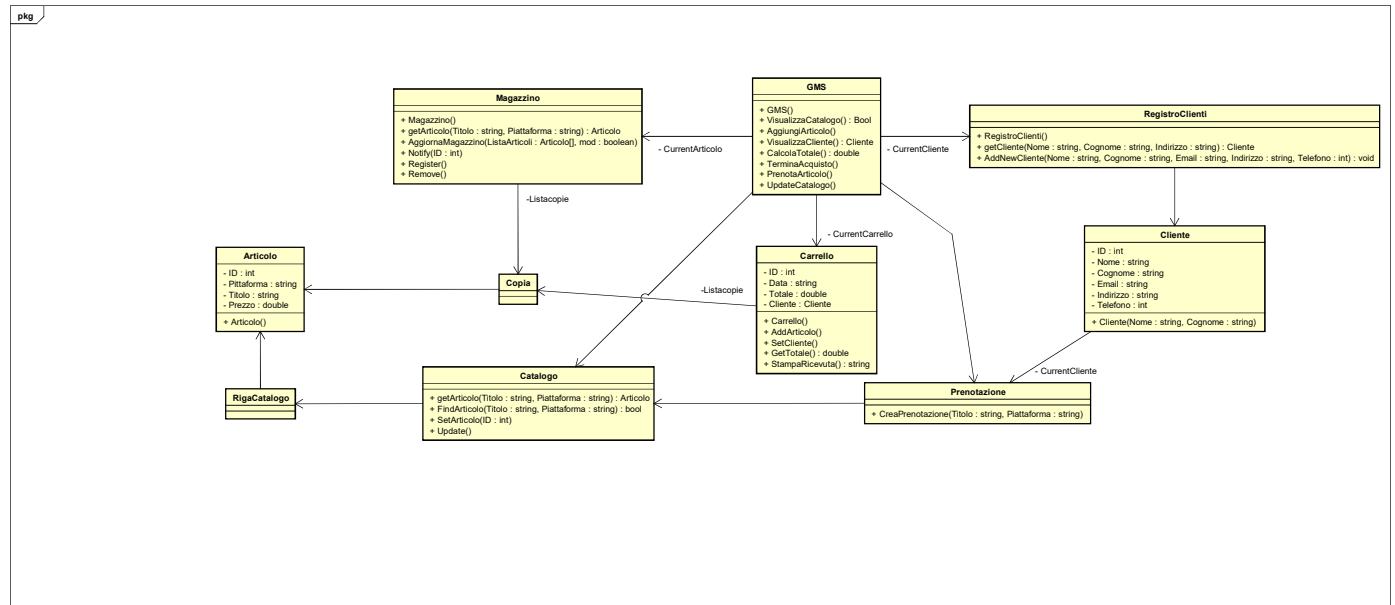 pkg
Magazzino
+ Magazzino()
+ getArticolo(Titolo : string, Piattaforma : string) : Articolo
+ AggiornaMagazzino(ListaArticoli : Articolo[], mod : boolean)
+ Notify(ID : int)
+ Register()
+ Remove()
GMS
+ GMS()
+ VisualizzaCatalogo() : Bool
+ AggiungiArticolo()
+ VisualizzaCliente() : Cliente
+ CalcolaTotale() : double
+ TerminaAcquisto()
+ PrenotaArticolo()
+ UpdateCatalogo()
RegistroClienti
+ RegistroClienti()
+ getCliente(Nome : string, Cognome : string, Indirizzo : string) : Cliente
+ AddNewCliente(Nome : string, Cognome : string, Email : string, Indirizzo : string, Telefono : int) : void
- CurrentArticolo
- CurrentCliente
-Listacopie
- CurrentCarrello
Articolo
- ID : int
- Pittaforma : string
- Titolo : string
- Prezzo : double
+ Articolo()
Copia
-Listacopie
Carrello
- ID : int
- Data : string
- Totale : double
- Cliente : Cliente
+ Carrello()
+ AddArticolo()
+ SetCliente()
+ GetTotale() : double
+ StampaRicevuta() : string
Cliente
- ID : int
- Nome : string
- Cognome : string
- Email : string
- Indirizzo : string
- Telefono : int
+ Cliente(Nome : string, Cognome : string)
- CurrentCliente
RigaCatalogo
Catalogo
+ getArticolo(Titolo : string, Piattaforma : string) : Articolo
+ FindArticolo(Titolo : string, Piattaforma : string) : bool
+ SetArticolo(ID : int)
+ Update()
Prenotazione
+ CreaPrenotazione(Titolo : string, Piattaforma : string)